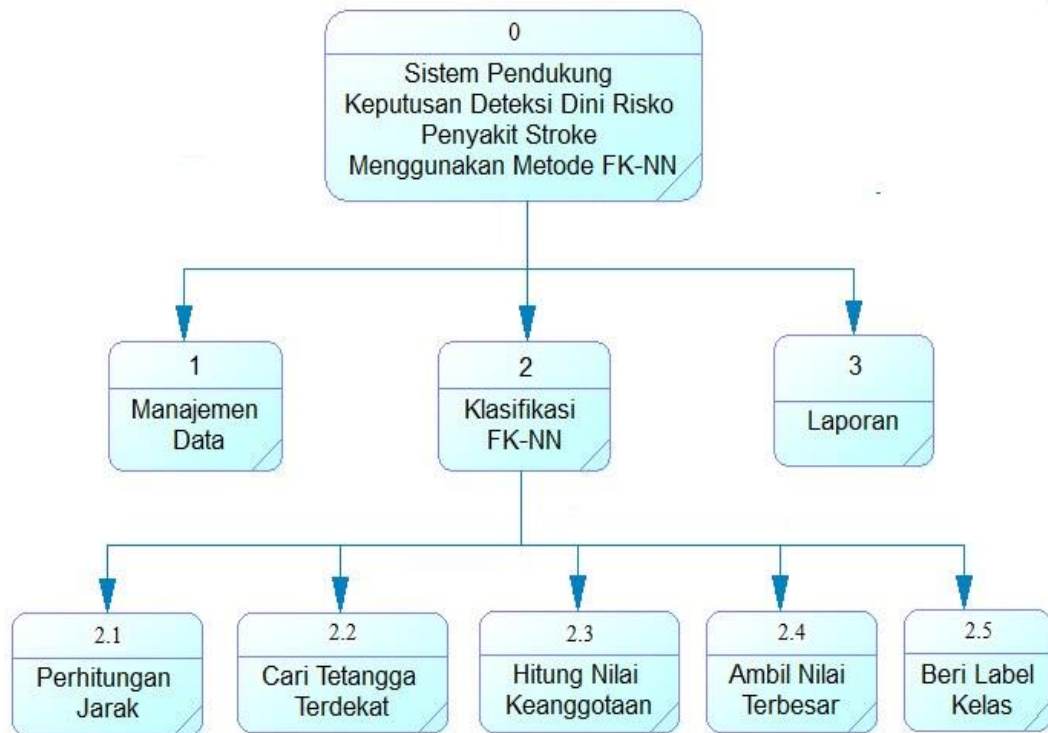 0
Sistem Pendukung
Keputusan Deteksi Dini Risko
Penyakit Stroke
Menggunakan Metode FK-NN
1
Manajemen
Data
2
Klasifikasi
FK-NN
3
Laporan
2.1
Perhitungan
Jarak
2.2
Cari Tetangga
Terdekat
2.3
Hitung Nilai
Keanggotaan
2.4
Ambil Nilai
Terbesar
2.5
Beri Label
Kelas